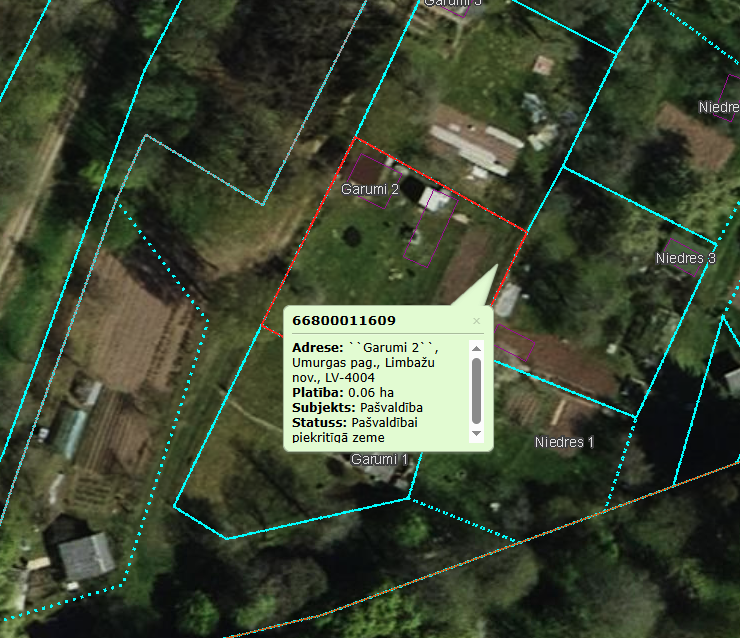 Garumi 3
Niedre
Garumi 2
Niedres 3
66800011609
×
Adrese: ``Garumi 2``,
Umurgas pag., Limbažu
nov., LV-4004
Platība: 0.06 ha
Subjekts: Pašvaldība
Statuss: Pašvaldībai
piekritīgā zeme
Niedres 1
Garumi 1